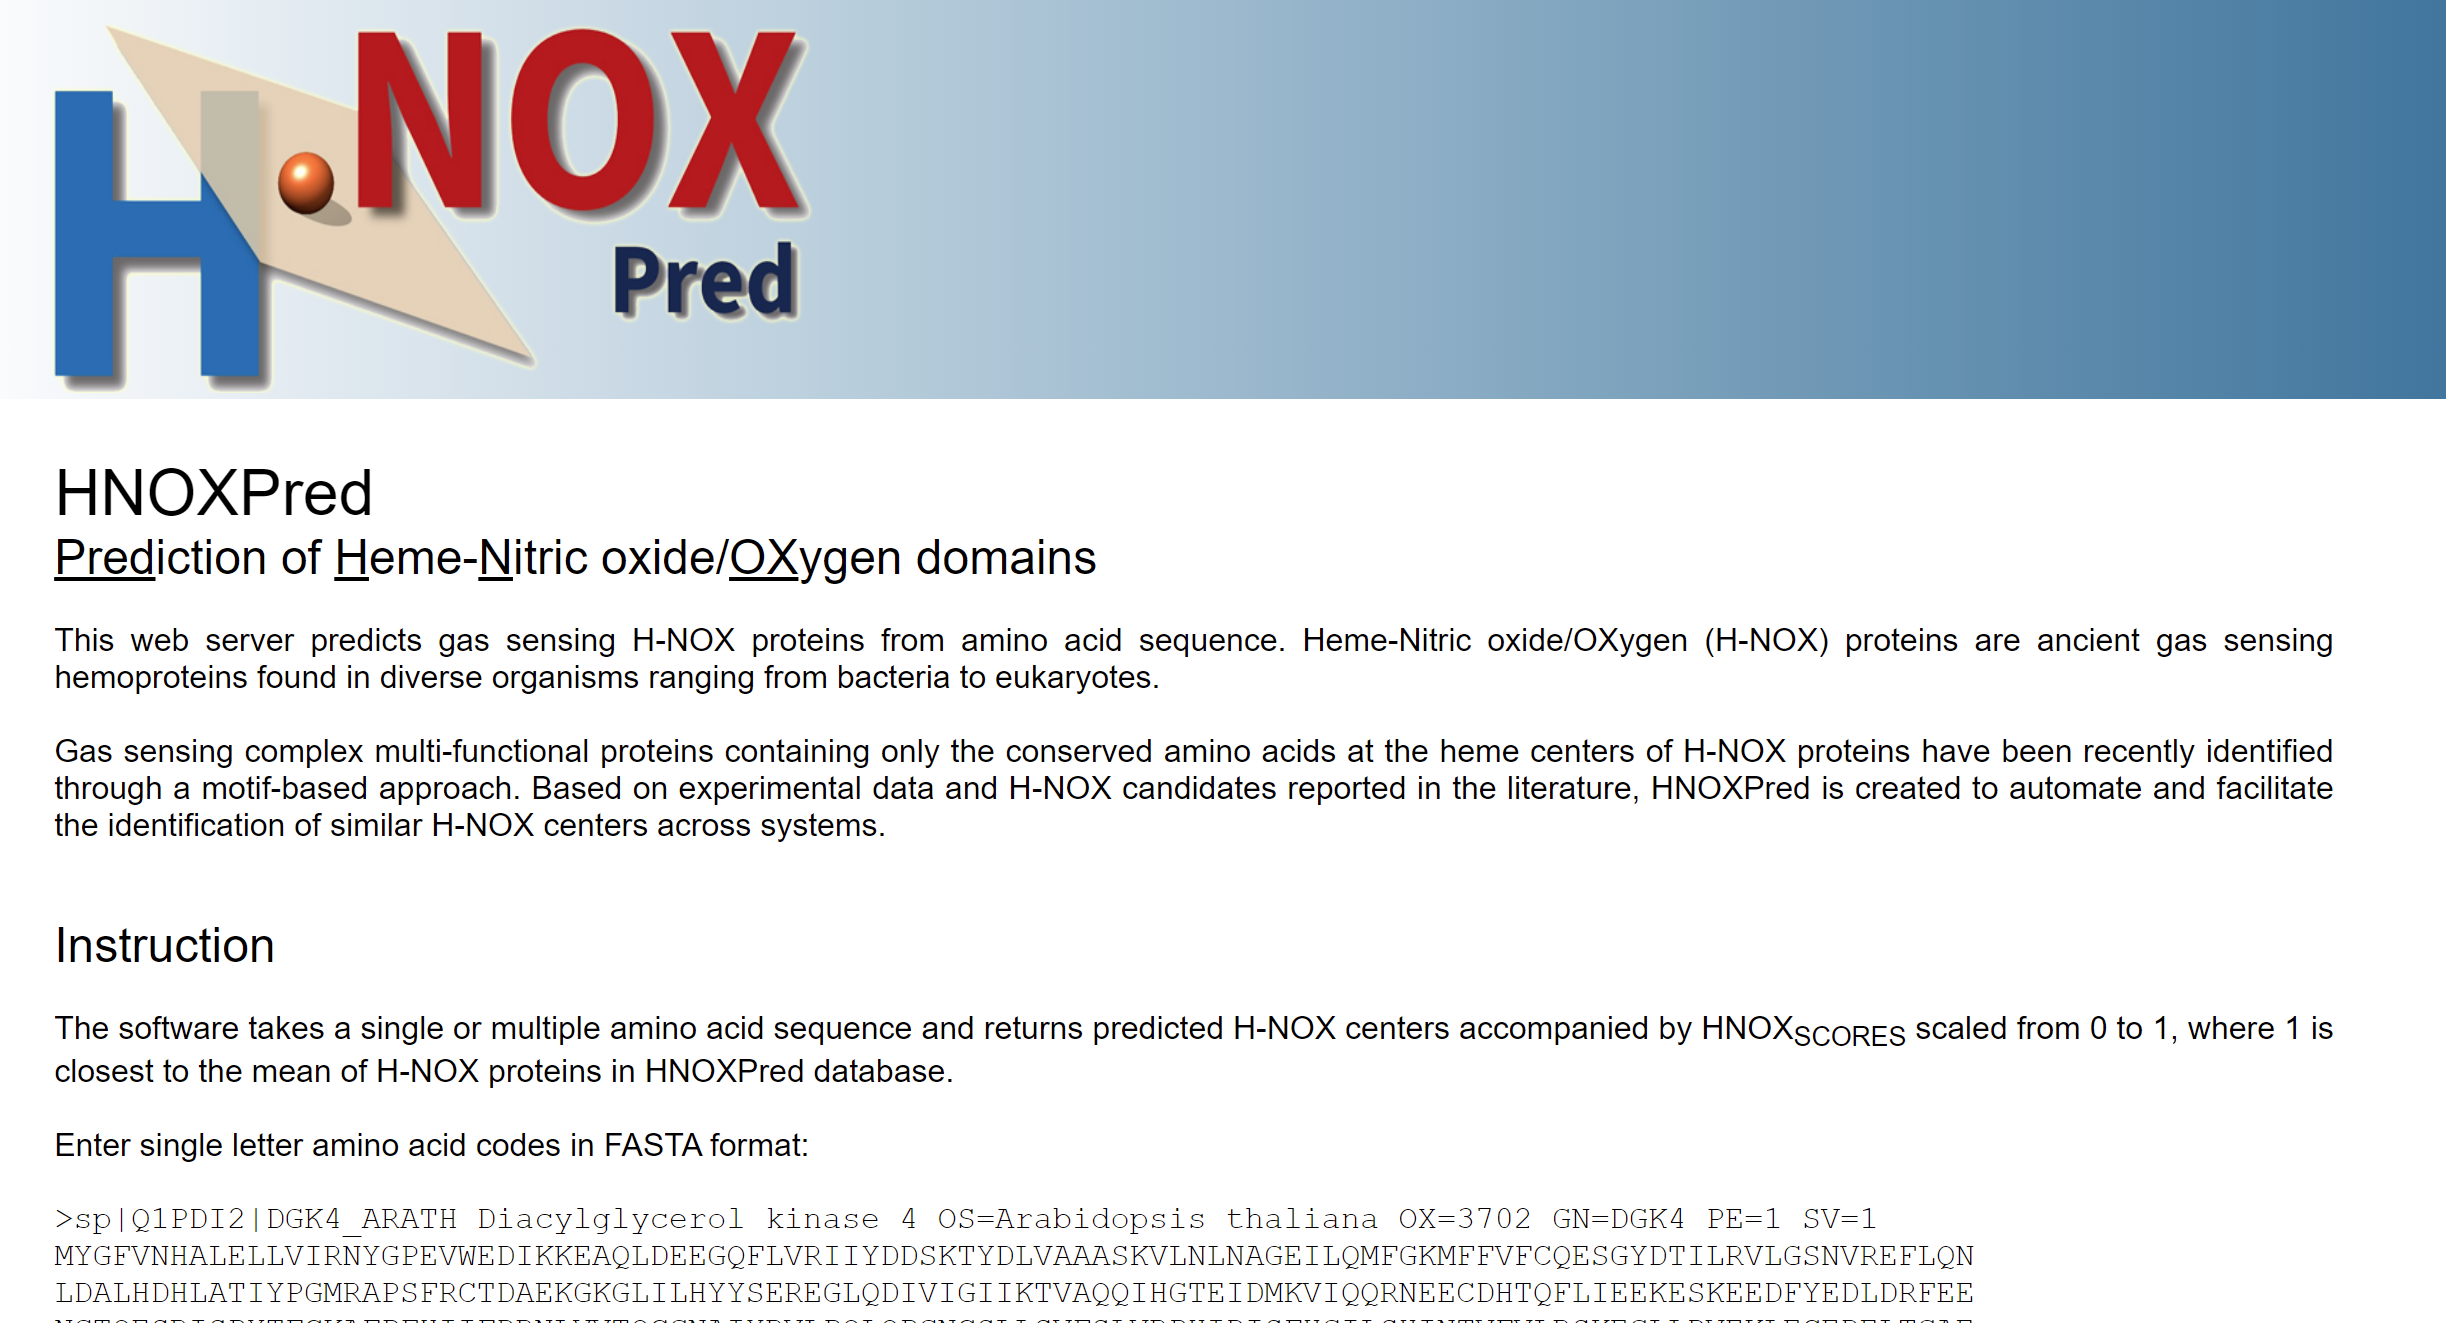 H NOX
Pred
HNOXPred
Prediction of Heme-Nitric oxide/OXygen domains
This web server predicts gas sensing H-NOX proteins from amino acid sequence. Heme-Nitric oxide/OXygen (H-NOX) proteins are ancient gas sensing
hemoproteins found in diverse organisms ranging from bacteria to eukaryotes.
Gas sensing complex multi-functional proteins containing only the conserved amino acids at the heme centers of H-NOX proteins have been recently identified
through a motif-based approach. Based on experimental data and H-NOX candidates reported in the literature, HNOXPred is created to automate and facilitate
the identification of similar H-NOX centers across systems.
Instruction
The software takes a single or multiple amino acid sequence and returns predicted H-NOX centers accompanied by HNOXSCORES scaled from 0 to 1, where 1 is
closest to the mean of H-NOX proteins in HNOXPred database.
Enter single letter amino acid codes in FASTA format:
>sp|Q1PDI2|DGK4_ARATH Diacylglycerol kinase 4 OS=Arabidopsis thaliana OX=3702 GN=DGK4 PE=1 SV=1
MYGFVNHALELLVIRNYGPEVWEDIKKEAQLDEEGQFLVRIIYDDSKTYDLVAAASKVLNLNAGEILQMFGKMFFVFCQESGYDTILRVLGSNVREFLQN
LDALHDHLATIYPGMRAPSFRCTDAEKGKGLILHYYSEREGLQDIVIGIIKTVAQQIHGTEIDMKVIQQRNEECDHTQFLIEEKESKEEDFYEDLDRFEE